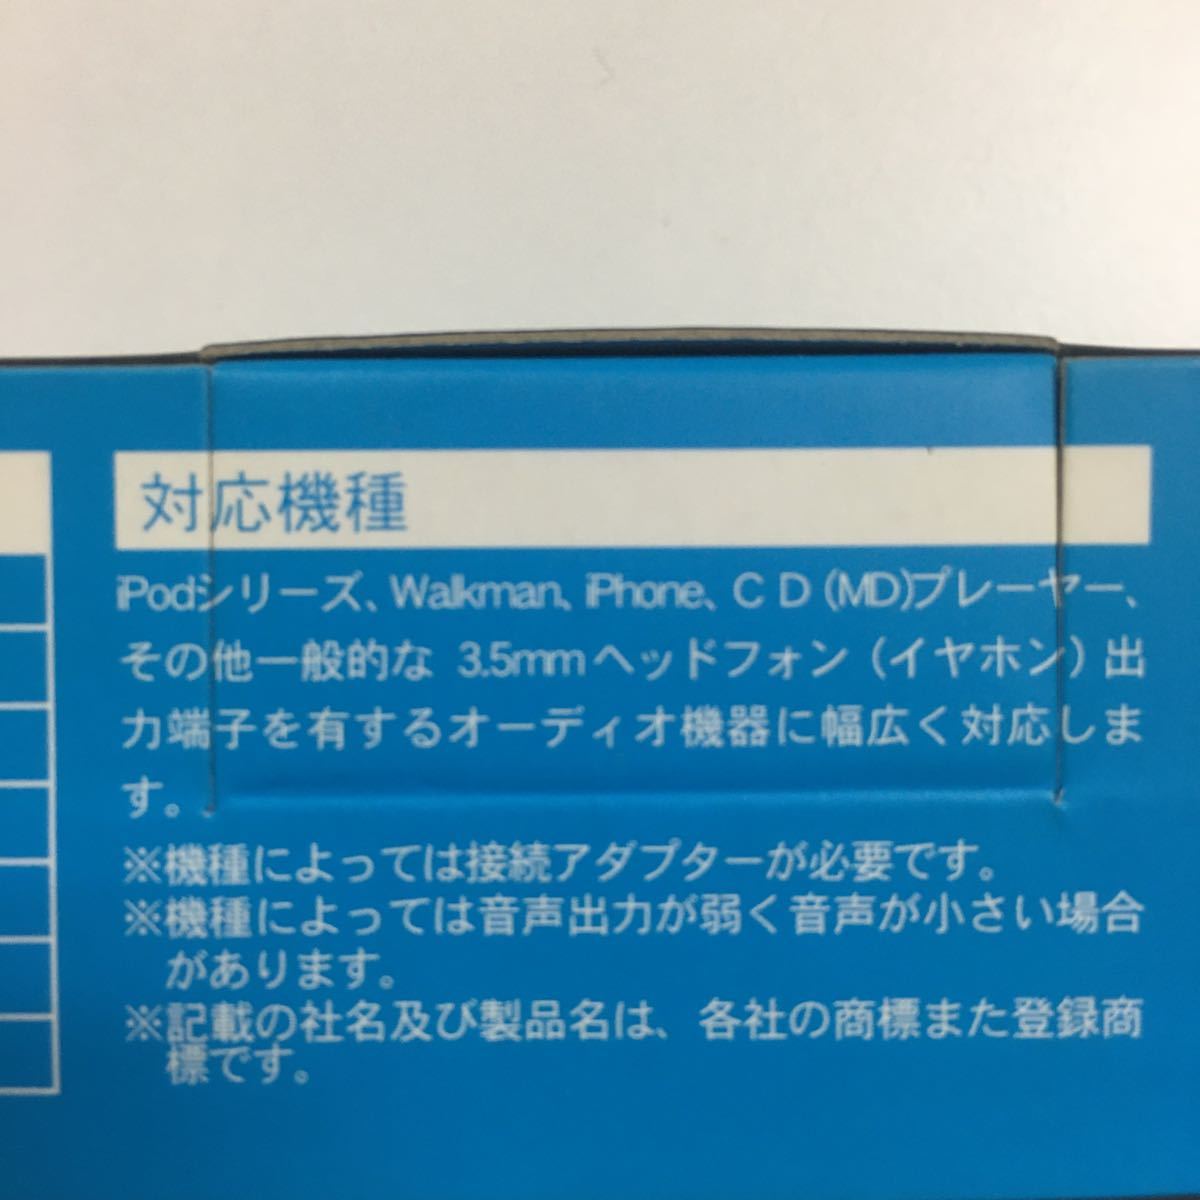 対応機種
iPodシリーズ、Walkman、iPhone、ＣＤ(MD)プレーヤー、
その他一般的な 3.5mmヘッドフォン（イヤホン）出
力端子を有するオーディオ機器に幅広く対応しま
す。
※機種によっては接続アダプターが必要です。
※機種によっては音声出力が弱く音声が小さい場合
があります。
※記載の社名及び製品名は、各社の商標また登録商
標です。